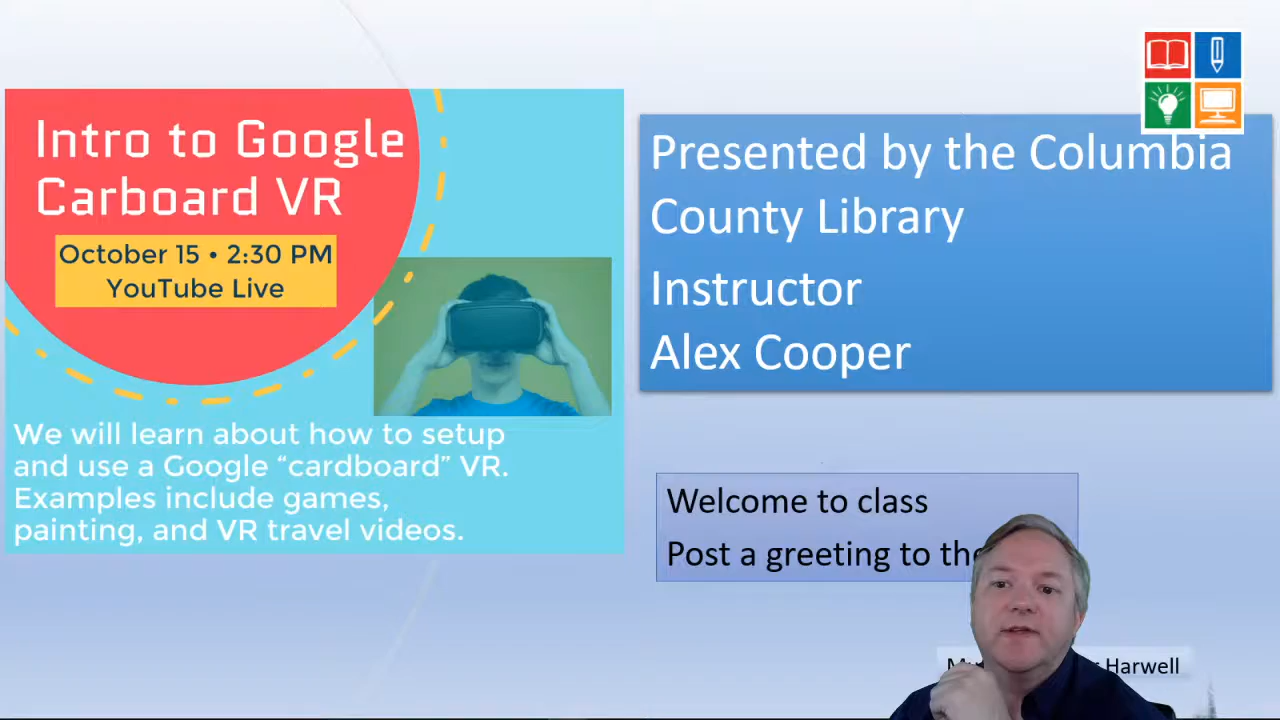 Intro to Google
Carboard VR
October 15 • 2:30 PM
YouTube Live
We will learn about how to setup
and use a Google “cardboard” VR.
Examples include games,
painting, and VR travel videos.
Presented by the Columbia
County Library
Instructor
Alex Cooper
Welcome to class
Post a greeting to the
Harwell